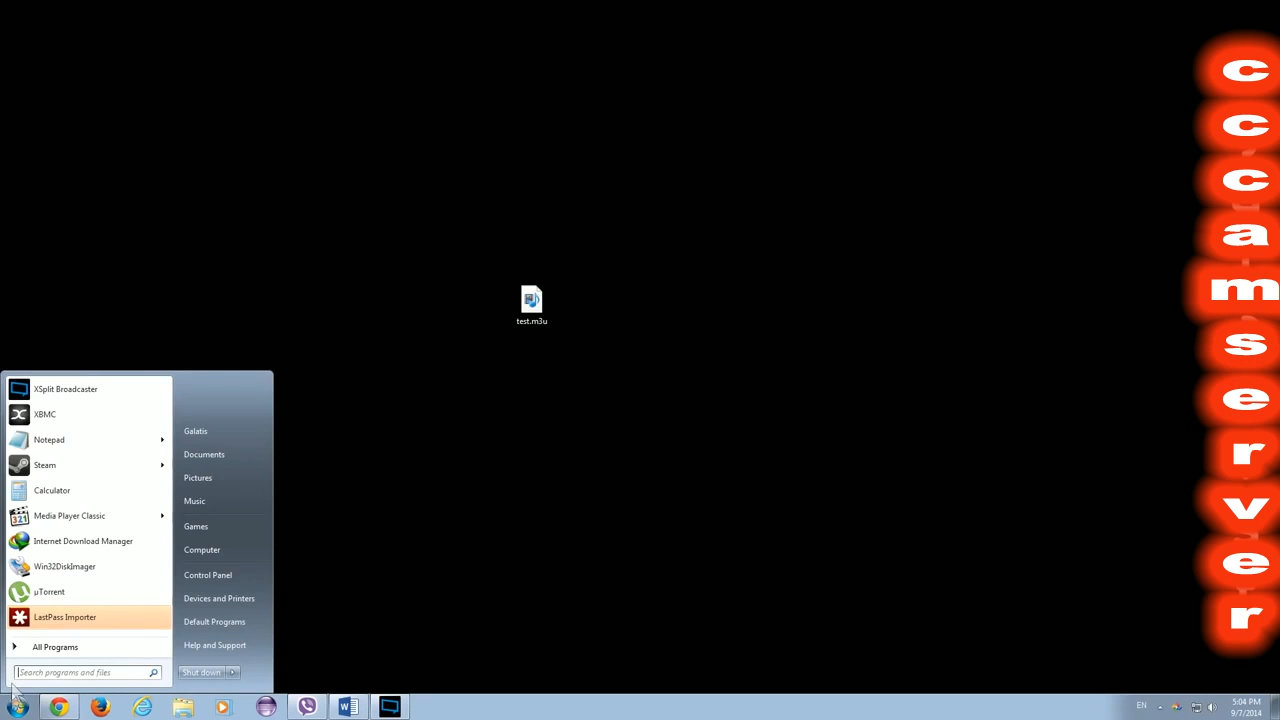 test.m3u
XSplit Broadcaster
XBMC
Notepad
Steam
Calculator
Media Player Classic
Internet Download Manager
Win32DiskImager
µTorrent
LastPass Importer
All Programs
Search programs and files
Galatis
Documents
Pictures
Music
Games
Computer
Control Panel
Devices and Printers
Default Programs
Help and Support
Shut down
EN
5:04 PM
9/7/2014
cccamserver